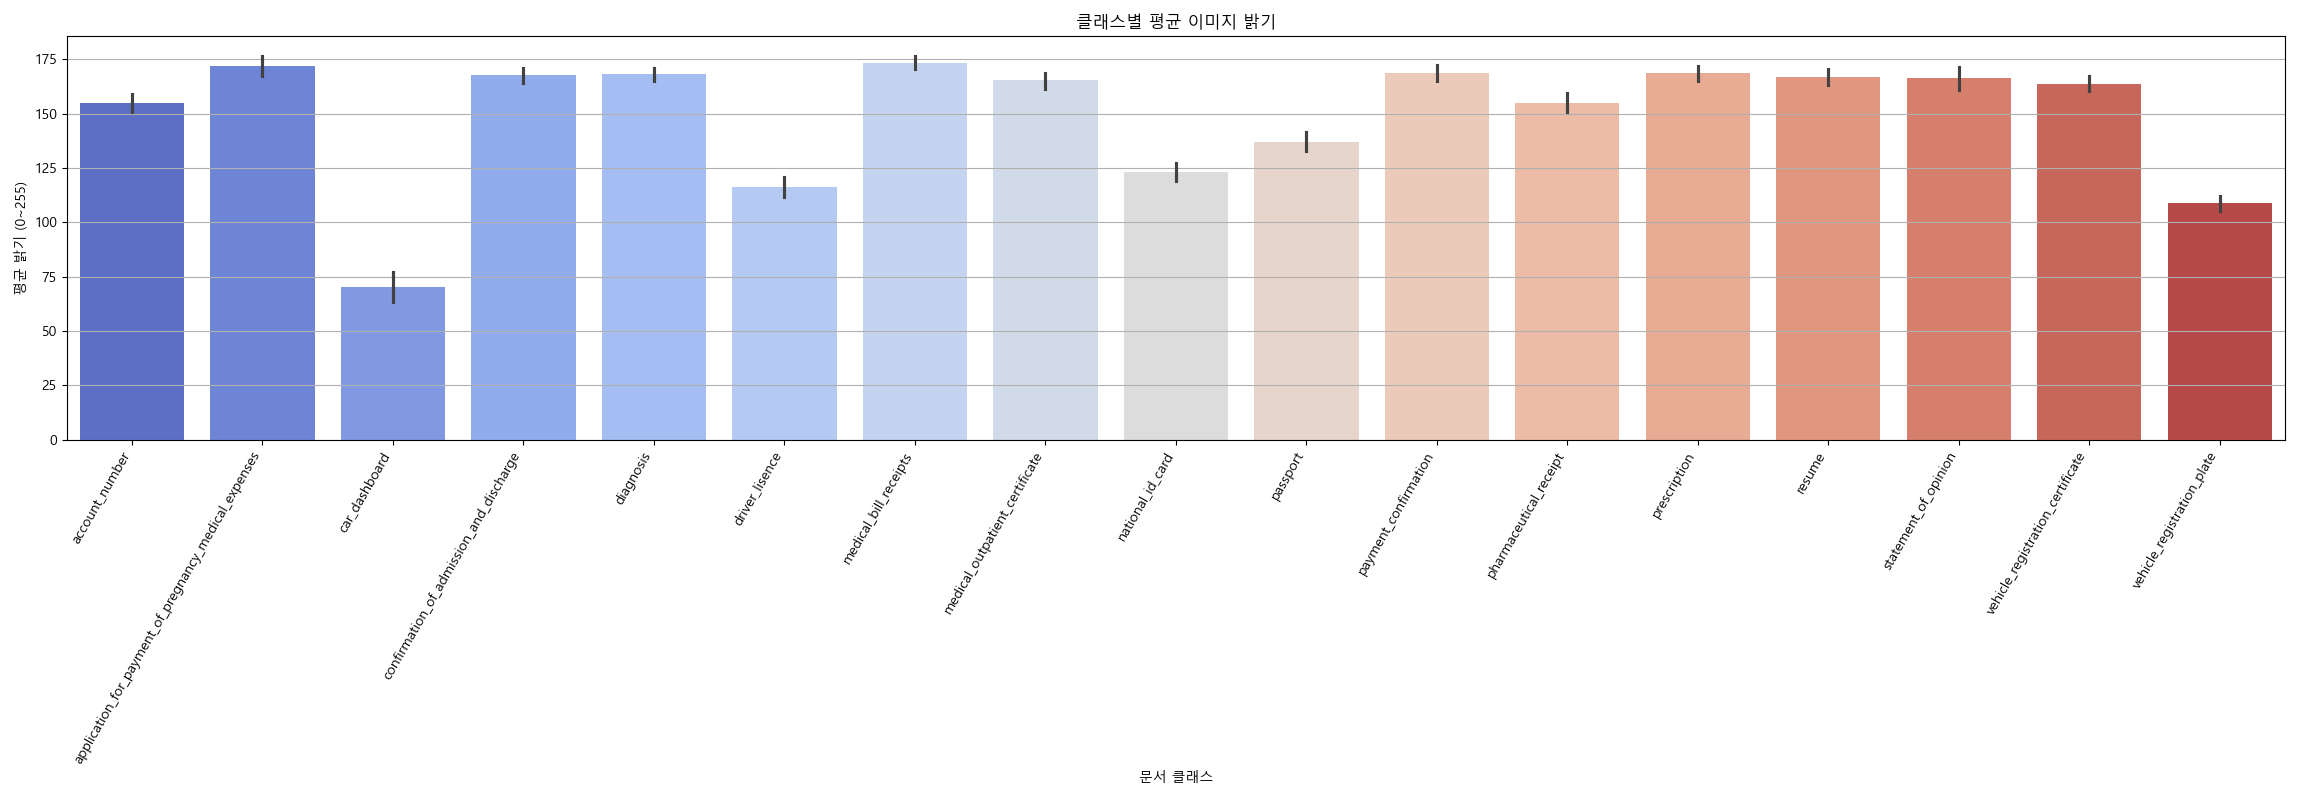 클래스별 평균 이미지 밝기
평균 밝기 (0~255)
175
150
125
100
75
50
25
0
account_number
application_for_payment_of_pregnancy_medical_expenses
car_dashboard
confirmation_of_admission_and_discharge
diagnosis
driver_lisence
medical_bill_receipts
medical_outpatient_certificate
national_id_card
passport
payment_confirmation
pharmaceutical_receipt
prescription
resume
statement_of_opinion
vehicle_registration_certificate
vehicle_registration_plate
문서 클래스